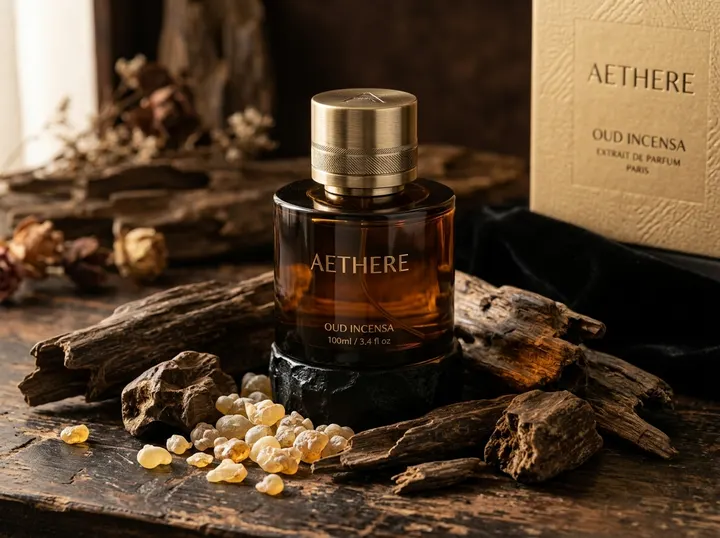 AETHERE
OUD INCENSA
100ml / 3.4 fl oz
AETHERE
OUD INCENSA
EXTRAIT DE PARFUM
PARIS